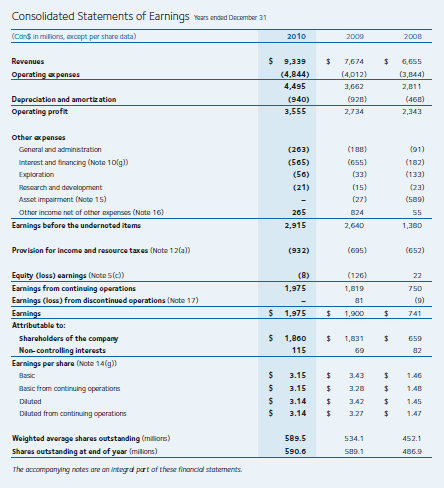 Consolidated Statements of Earnings Years ended December 31
(Cdn$ in millions, except per share data) 2010 2009 2008
Revenues $ 9,339 $ 7,674 $ 6,655
Operating expenses (4,844) (4,012) (3,844)
4,495 3,662 2,811
Depreciation and amortization (940) (928) (468)
Operating profit 3,555 2,734 2,343
Other expenses
General and administration (263) (188) (91)
Interest and financing (Note 10(g)) (565) (655) (182)
Exploration (56) (33) (133)
Research and development (21) (15) (23)
Asset impairment (Note 15) – (27) (589)
Other income net of other expenses (Note 16) 265 824 55
Earnings before the undernoted items 2,915 2,640 1,380
Provision for income and resource taxes (Note 12(a)) (932) (695) (652)
Equity (loss) earnings (Note 5(c)) (8) (126) 22
Earnings from continuing operations 1,975 1,819 750
Earnings (loss) from discontinued operations (Note 17) – 81 (9)
Earnings $ 1,975 $ 1,900 $ 741
Attributable to:
Shareholders of the company $ 1,860 $ 1,831 $ 659
Non-controlling interests 115 69 82
Earnings per share (Note 14(g))
Basic $ 3.15 $ 3.43 $ 1.46
Basic from continuing operations $ 3.15 $ 3.28 $ 1.48
Diluted $ 3.14 $ 3.42 $ 1.45
Diluted from continuing operations $ 3.14 $ 3.27 $ 1.47
Weighted average shares outstanding (millions) 589.5 534.1 452.1
Shares outstanding at end of year (millions) 590.6 589.1 486.9
The accompanying notes are an integral part of these financial statements.